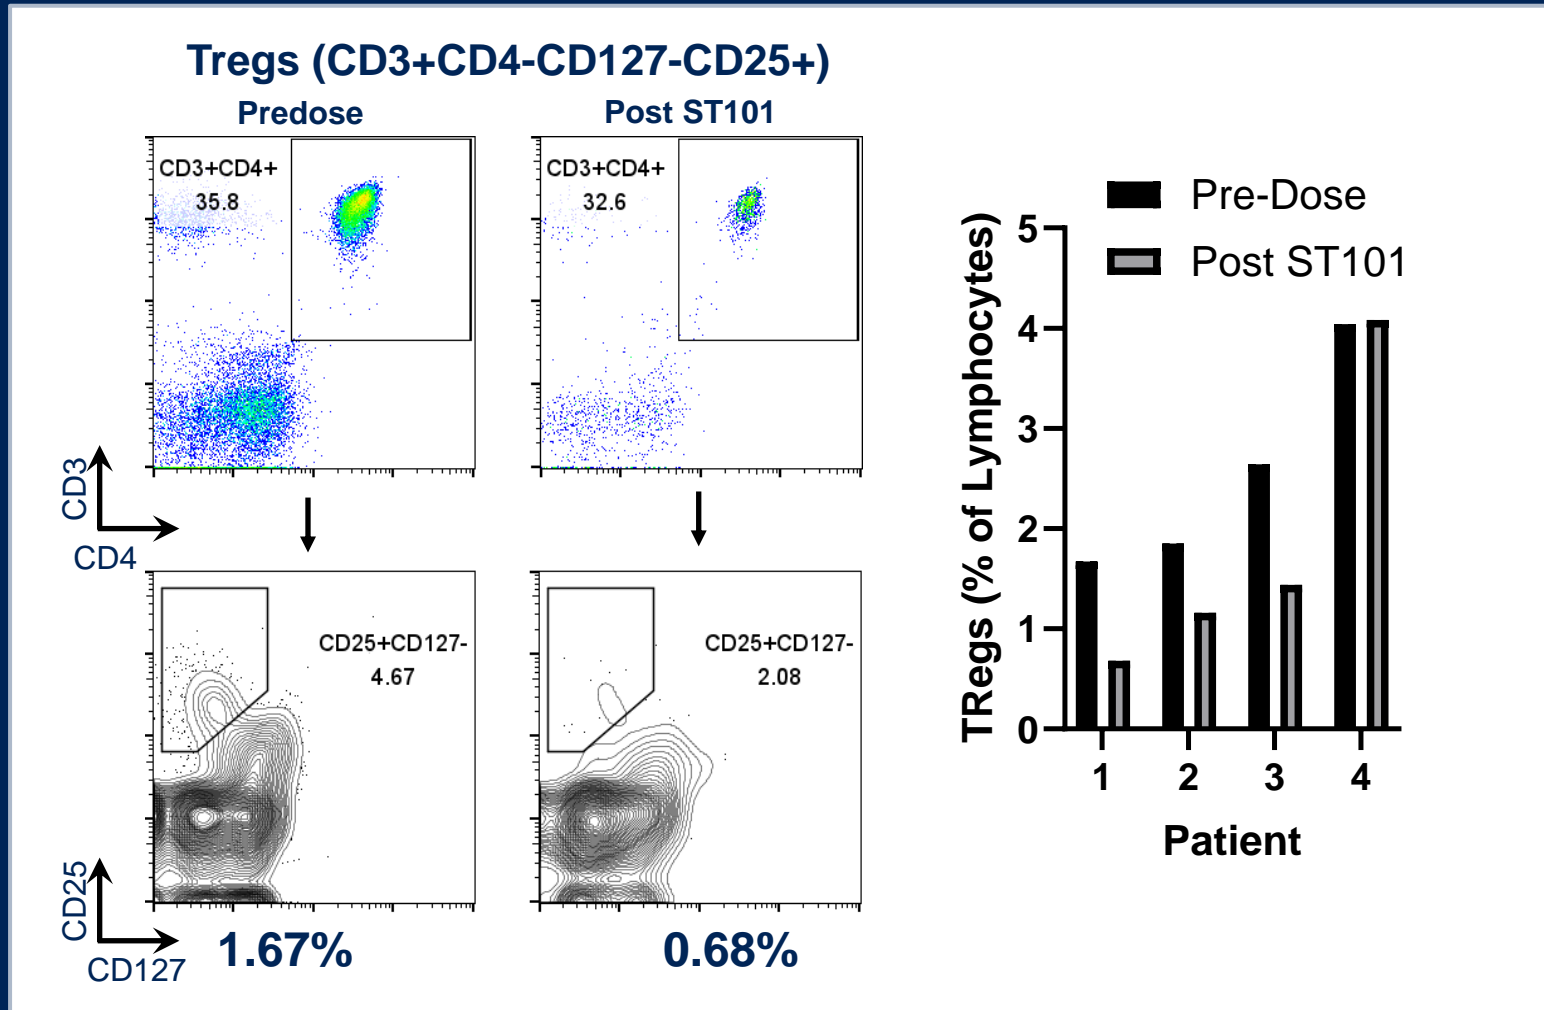 Tregs (CD3+CD4-CD127-CD25+)
Predose
Post ST101
CD3+CD4+
35.8
CD3+CD4+
32.6
CD3
CD4
CD25+CD127-
4.67
CD25+CD127-
2.08
CD25
CD127
1.67%
0.68%
Pre-Dose
Post ST101
TRegs (% of Lymphocytes)
5
4
3
2
1
0
1 2 3 4
Patient